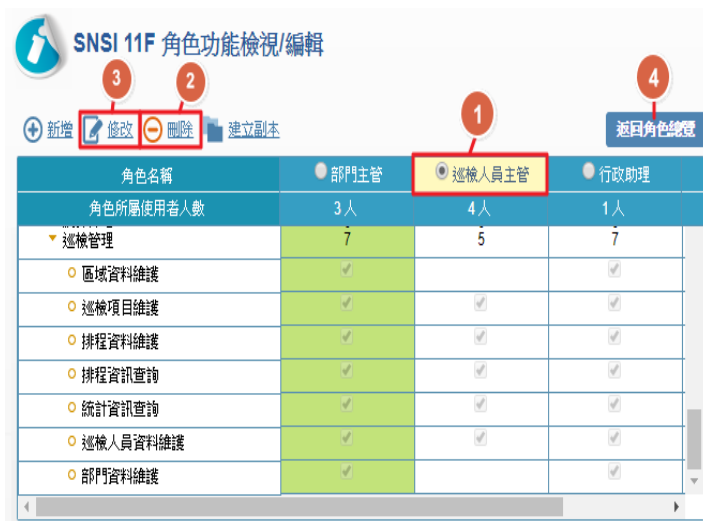 SNSI 11F 角色功能檢視/編輯
3 2 1 4
新增 修改 刪除 建立副本 返回角色總覽
角色名稱 部門主管 巡檢人員主管 行政助理
角色所屬使用者人數 3人 4人 1人
巡檢管理 7 5 7
區域資料維護
巡檢項目維護
排程資料維護
排程資訊查詢
統計資訊查詢
巡檢人員資料維護
部門資料維護